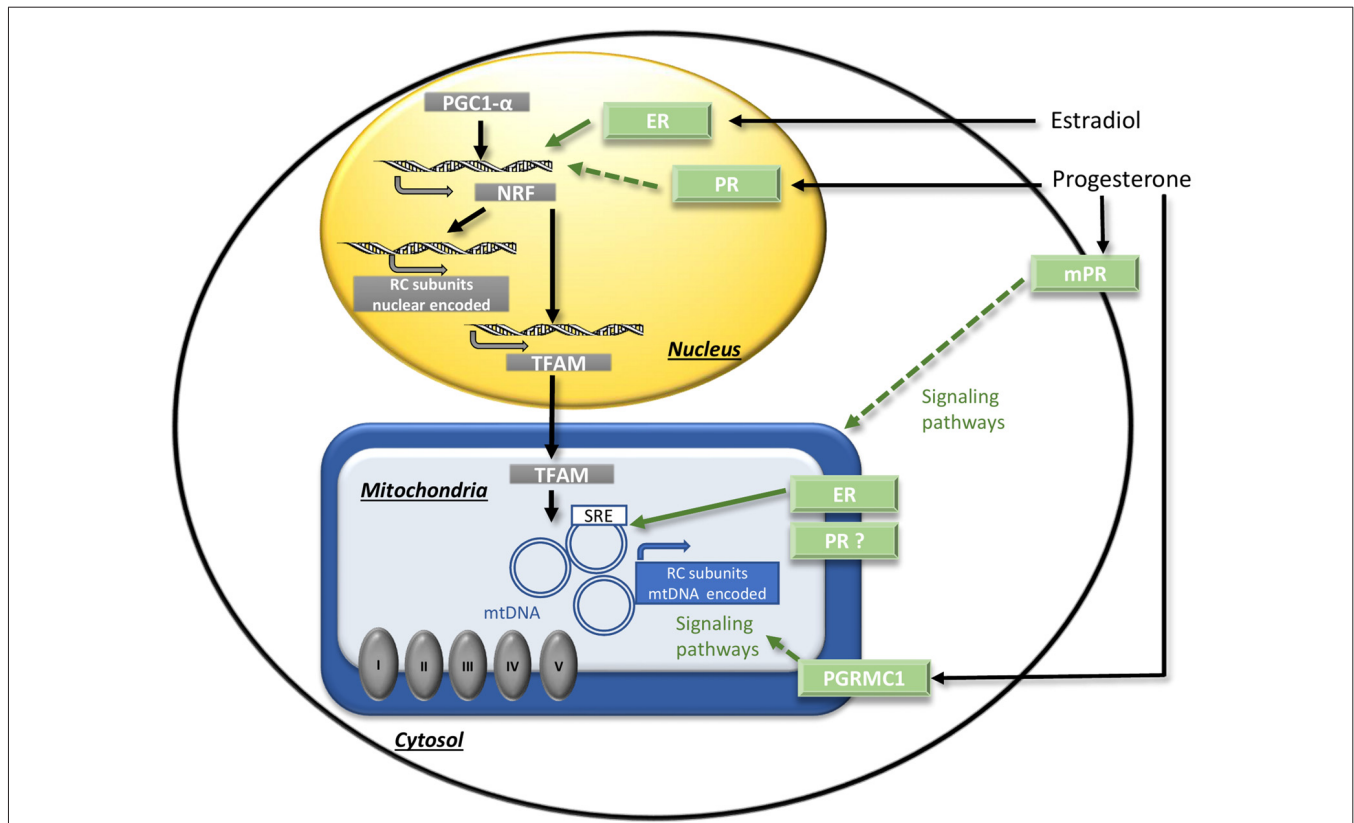 PGC1-α
ER
Estradiol
PR
Progesterone
NRF
mPR
RC subunits
nuclear encoded
Nucleus
TFAM
Signaling
pathways
TFAM
Mitochondria
ER
SRE
PR ?
RC subunits
mtDNA encoded
mtDNA
Signaling
pathways
I
II
III
IV
V
PGRMC1
Cytosol